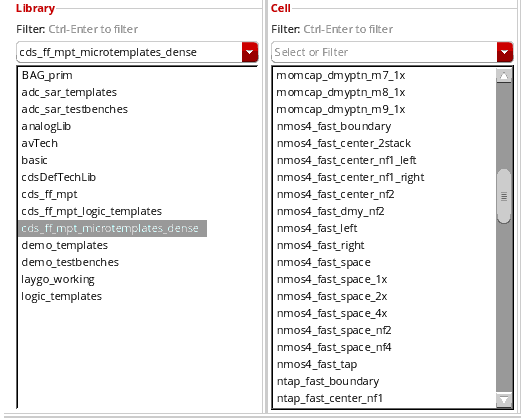 Library
Filter: Ctrl-Enter to filter
cds_ff_mpt_microtemplates_dense
BAG_prim
adc_sar_templates
adc_sar_testbenches
analogLib
avTech
basic
cdsDefTechLib
cds_ff_mpt
cds_ff_mpt_logic_templates
cds_ff_mpt_microtemplates_dense
demo_templates
demo_testbenches
laygo_working
logic_templates
Cell
Filter: Ctrl-Enter to filter
Select or Filter
momcap_dmyptn_m7_1x
momcap_dmyptn_m8_1x
momcap_dmyptn_m9_1x
nmos4_fast_boundary
nmos4_fast_center_2stack
nmos4_fast_center_nf1_left
nmos4_fast_center_nf1_right
nmos4_fast_center_nf2
nmos4_fast_dmy_nf2
nmos4_fast_left
nmos4_fast_right
nmos4_fast_space
nmos4_fast_space_1x
nmos4_fast_space_2x
nmos4_fast_space_4x
nmos4_fast_space_nf2
nmos4_fast_space_nf4
nmos4_fast_tap
ntap_fast_boundary
ntap_fast_center_nf1